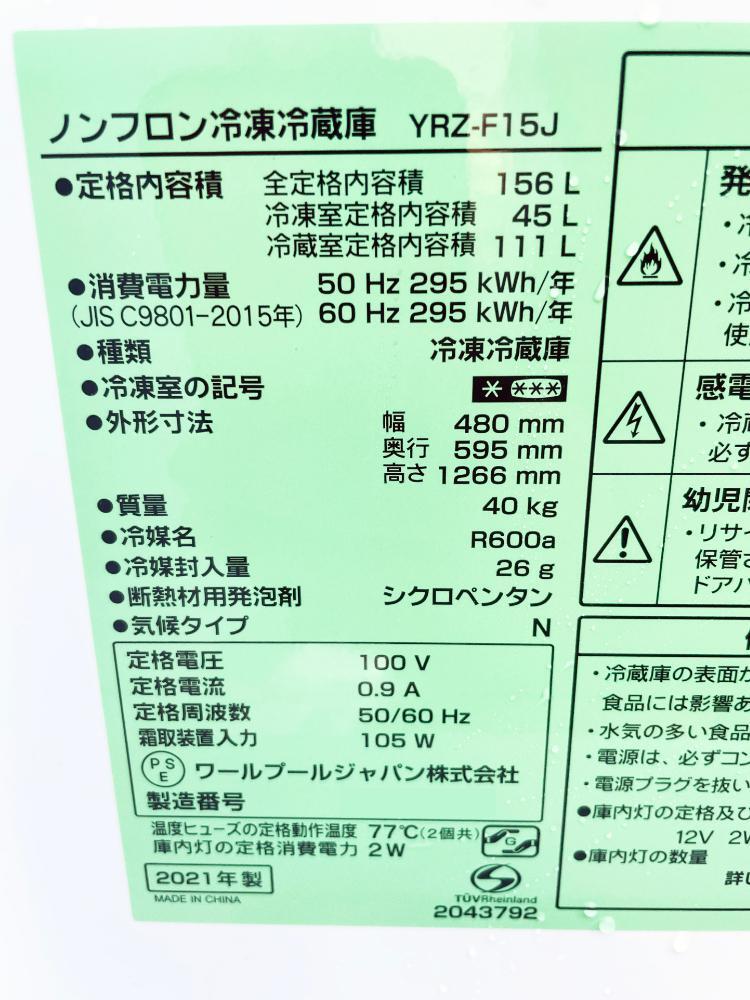 ノンフロン冷凍冷蔵庫 YRZ-F15J
●定格内容積 全定格内容積 156 L
冷凍室定格内容積 45 L
冷蔵室定格内容積 111 L
●消費電力量 50 Hz 295 kWh/年
(JIS C9801-2015年) 60 Hz 295 kWh/年
●種類 冷凍冷蔵庫
●冷凍室の記号 * ***
●外形寸法 幅 480 mm
奥行 595 mm
高さ 1266 mm
●質量 40 kg
●冷媒名 R600a
●冷媒封入量 26 g
●断熱材用発泡剤 シクロペンタン
●気候タイプ N
定格電圧 100 V
定格電流 0.9 A
定格周波数 50/60 Hz
霜取装置入力 105 W
PSE ワールプールジャパン株式会社
製造番号
温度ヒューズの定格動作温度 77℃(2個共)
庫内灯の定格消費電力 2W
G
2021年製
MADE IN CHINA
TÜVRheinland
2043792
発
・冷
・冷
・冷
使
感電
・冷蔵
必ず
幼児閉
・リサイ
保管さ
ドアパ
・冷蔵庫の表面が
食品には影響あ
・水気の多い食品
・電源は、必ずコン
・電源プラグを抜い
●庫内灯の定格及び
12V 2W
●庫内灯の数量
詳し